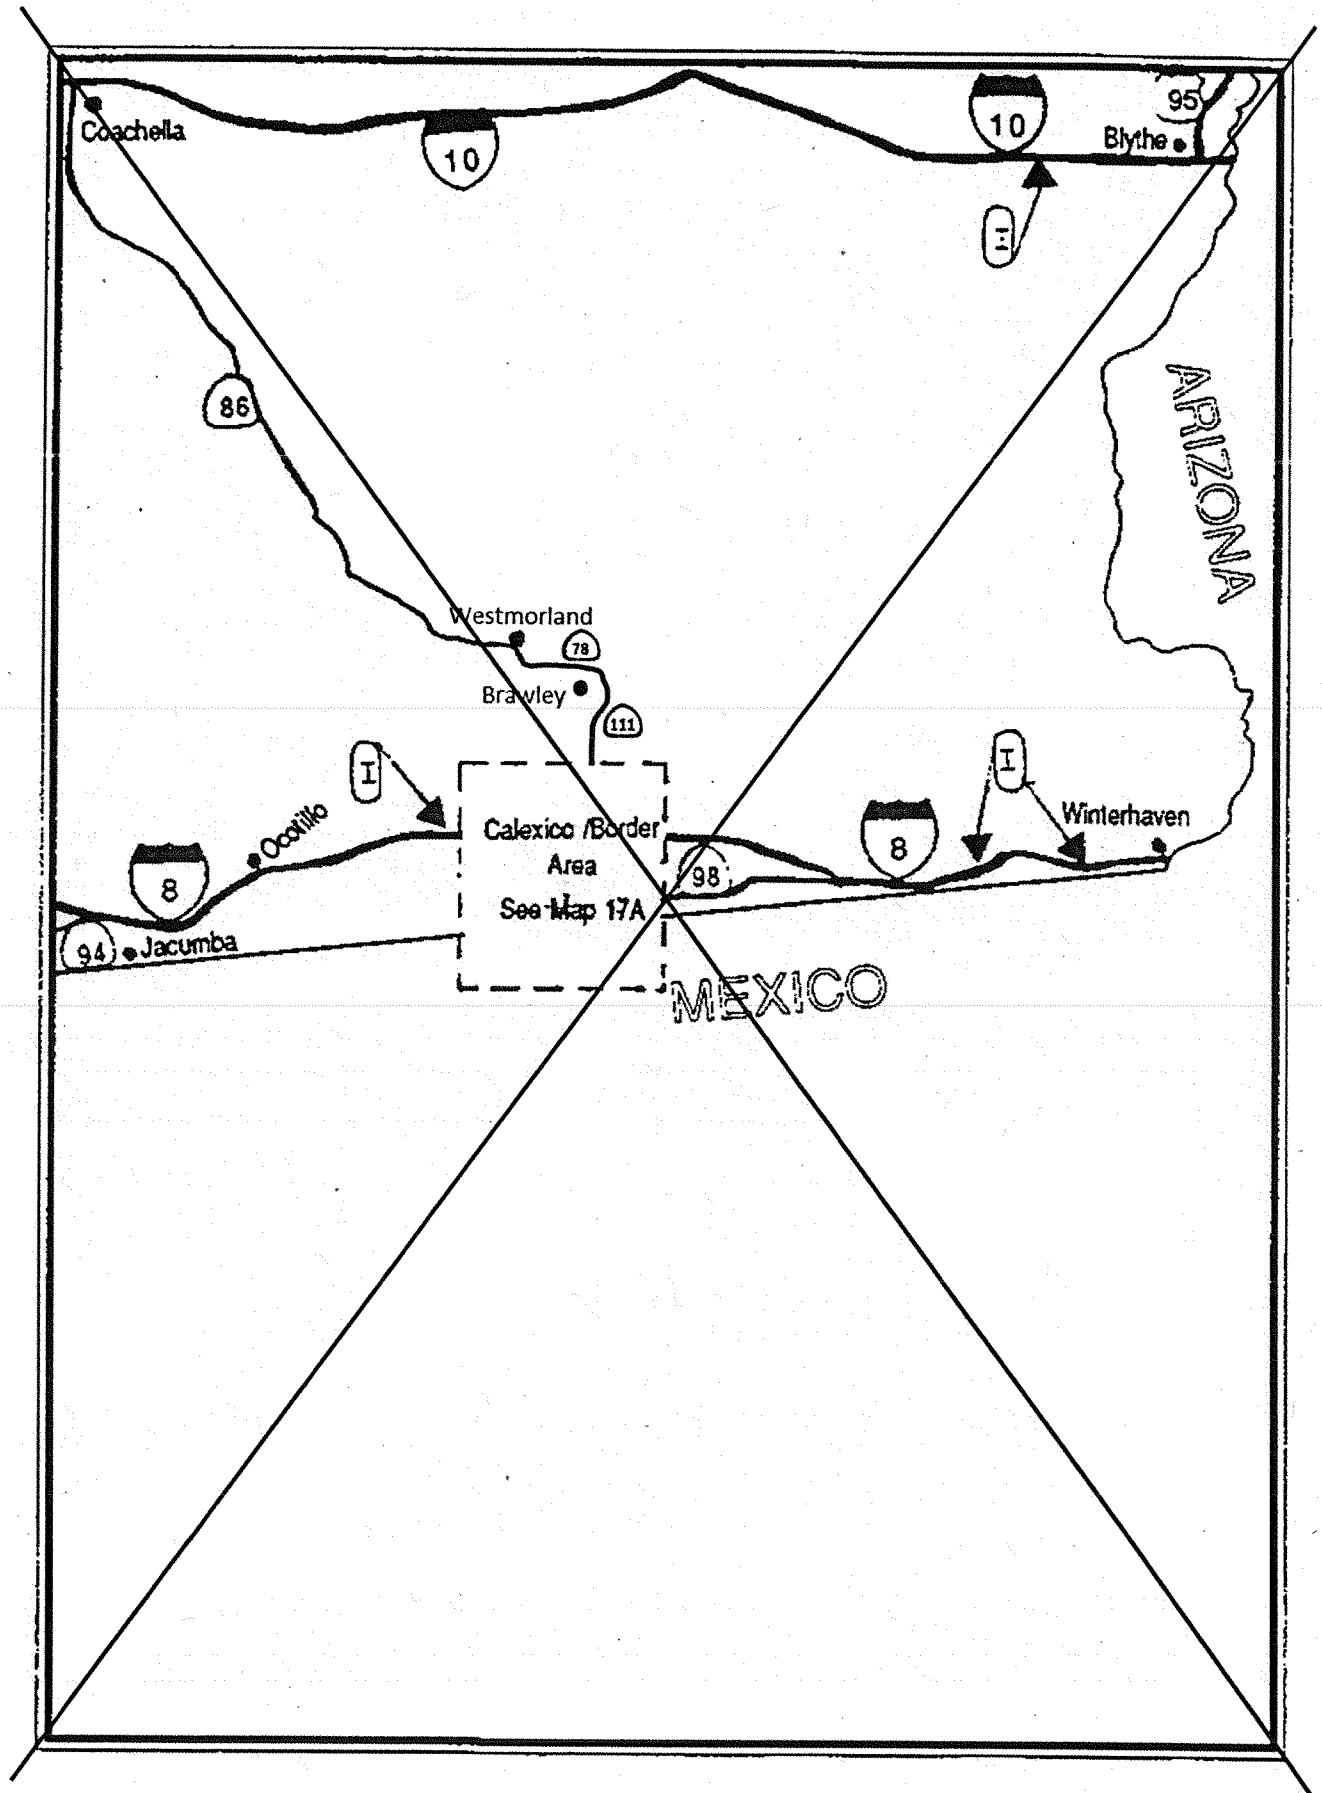 95
10
Blythe
Coachella
10
I
ARIZONA
86
Westmorland
78
Brawley
111
I
I
Winterhaven
Ocotillo
Calexico /Border
Area
See Map 17A
8
98
8
94
Jacumba
MEXICO